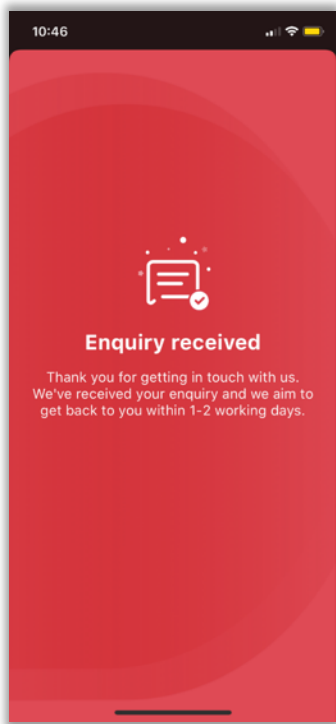 10:46
Enquiry received
Thank you for getting in touch with us.
We've received your enquiry and we aim to
get back to you within 1-2 working days.